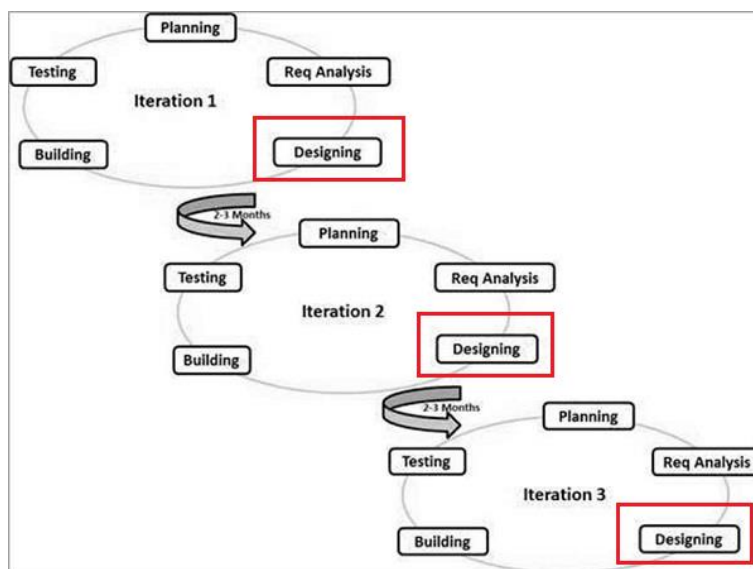 Planning
Testing
Req Analysis
Iteration 1
Building
Designing
2-3 Months
Planning
Testing
Req Analysis
Iteration 2
Building
Designing
2-3 Months
Planning
Testing
Req Analysis
Iteration 3
Building
Designing